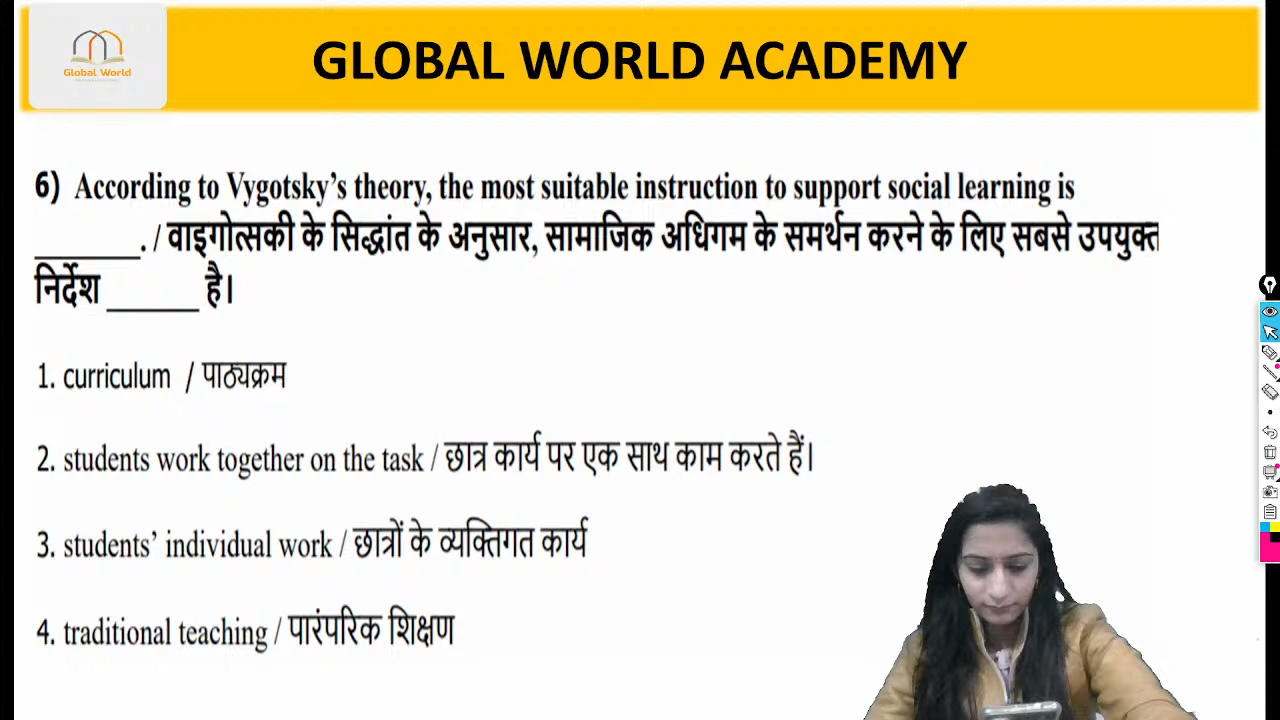 Global World
GLOBAL WORLD ACADEMY
6) According to Vygotsky’s theory, the most suitable instruction to support social learning is
_______. / वाइगोत्सकी के सिद्धांत के अनुसार, सामाजिक अधिगम के समर्थन करने के लिए सबसे उपयुक्त
निर्देश ______ है।
1. curriculum / पाठ्यक्रम
2. students work together on the task / छात्र कार्य पर एक साथ काम करते हैं।
3. students’ individual work / छात्रों के व्यक्तिगत कार्य
4. traditional teaching / पारंपरिक शिक्षण